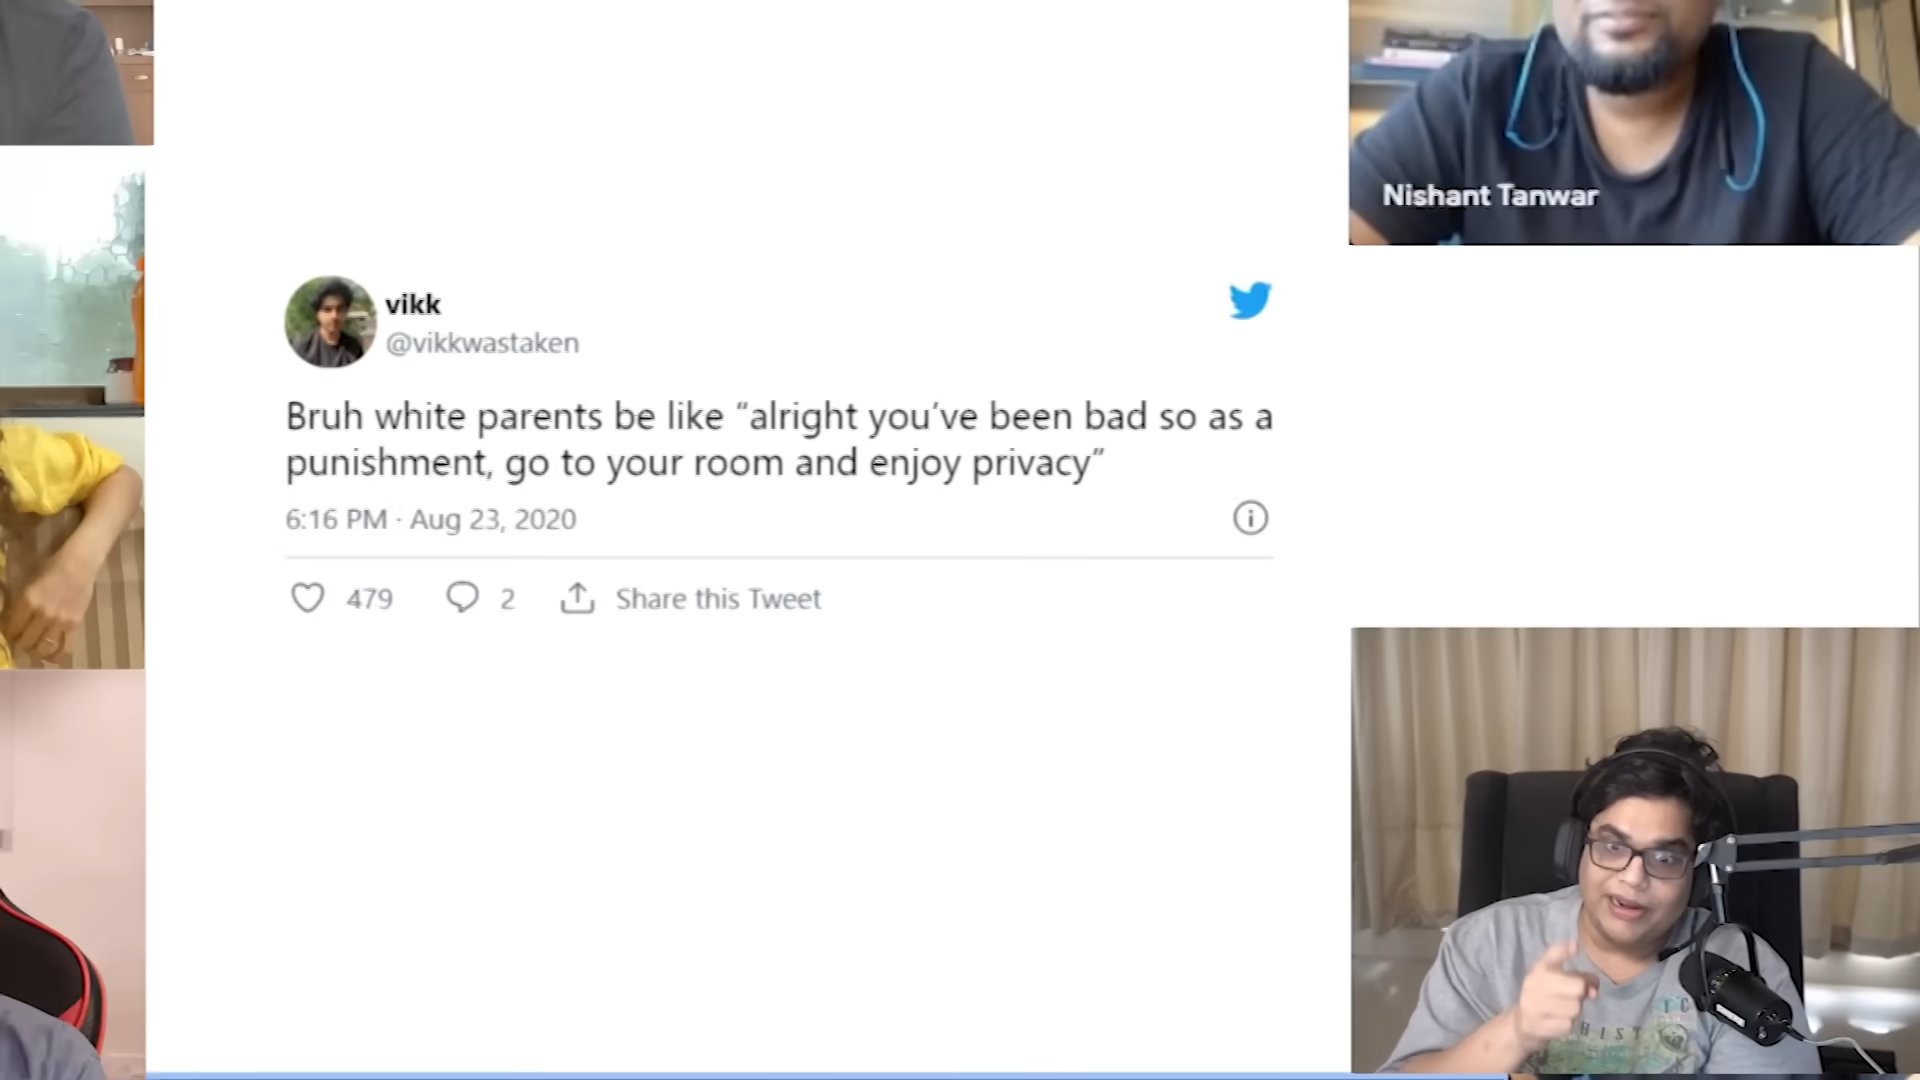 Nishant Tanwar
vikk
@vikkwastaken
Bruh white parents be like “alright you’ve been bad so as a
punishment, go to your room and enjoy privacy”
6:16 PM · Aug 23, 2020
479 2 Share this Tweet